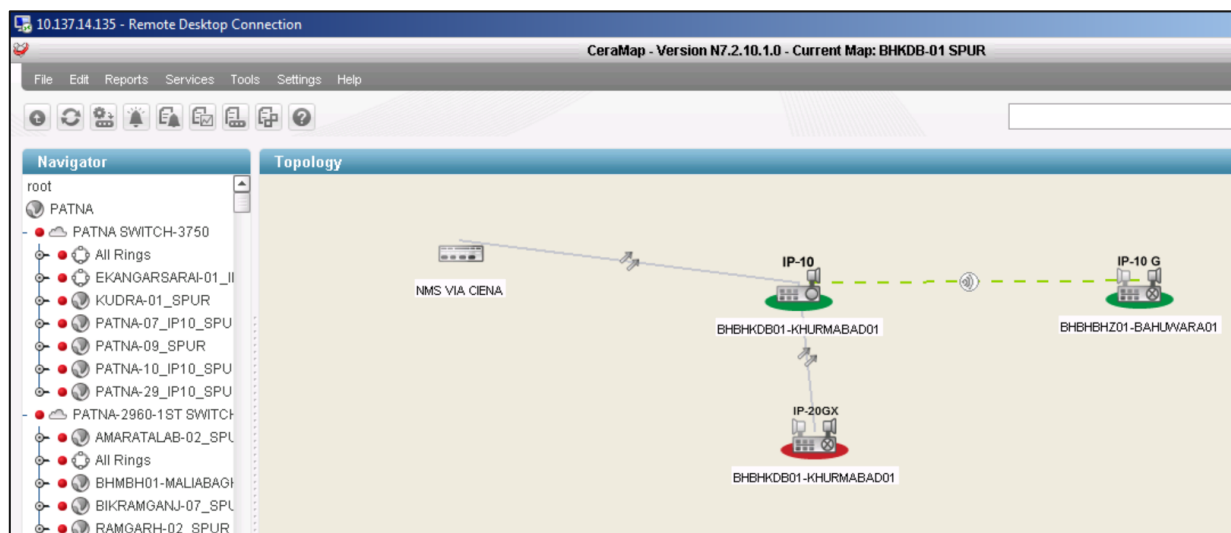 10.137.14.135 - Remote Desktop Connection
CeraMap - Version N7.2.10.1.0 - Current Map: BHKDB-01 SPUR
File Edit Reports Services Tools Settings Help
Navigator
Topology
root
PATNA
PATNA SWITCH-3750
All Rings
EKANGARSARAI-01_I
KUDRA-01_SPUR
PATNA-07_IP10_SPU
PATNA-09_SPUR
PATNA-10_IP10_SPU
PATNA-29_IP10_SPU
PATNA-2960-1ST SWITCH
AMARATALAB-02_SPU
All Rings
BHMBH01-MALIABAGH
BIKRAMGANJ-07_SPU
RAMGARH-02_SPUR
NMS VIA CIENA
IP-10
BHBHKDB01-KHURMABAD01
IP-10 G
BHBHBHZ01-BAHUWARA01
IP-20GX
BHBHKDB01-KHURMABAD01